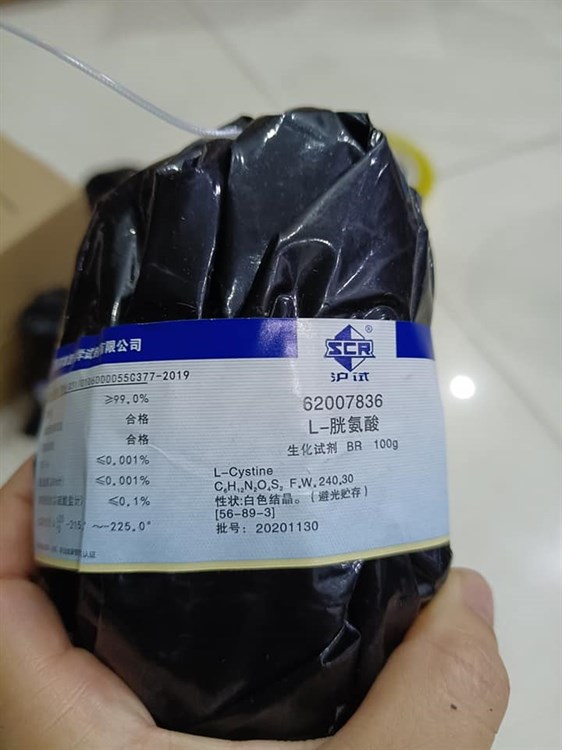 有限公司
0000550377-2019
≥99.0%
合格
合格
≤0.001%
≤0.001%
≤0.1%
~-225.0°
SCR
®
沪试
62007836
L-胱氨酸
生化试剂 BR 100g
L-Cystine
C₆H₁₂N₂O₄S₂ F.W.240.30
性状:白色结晶。(避光贮存)
[56-89-3]
批号: 20201130